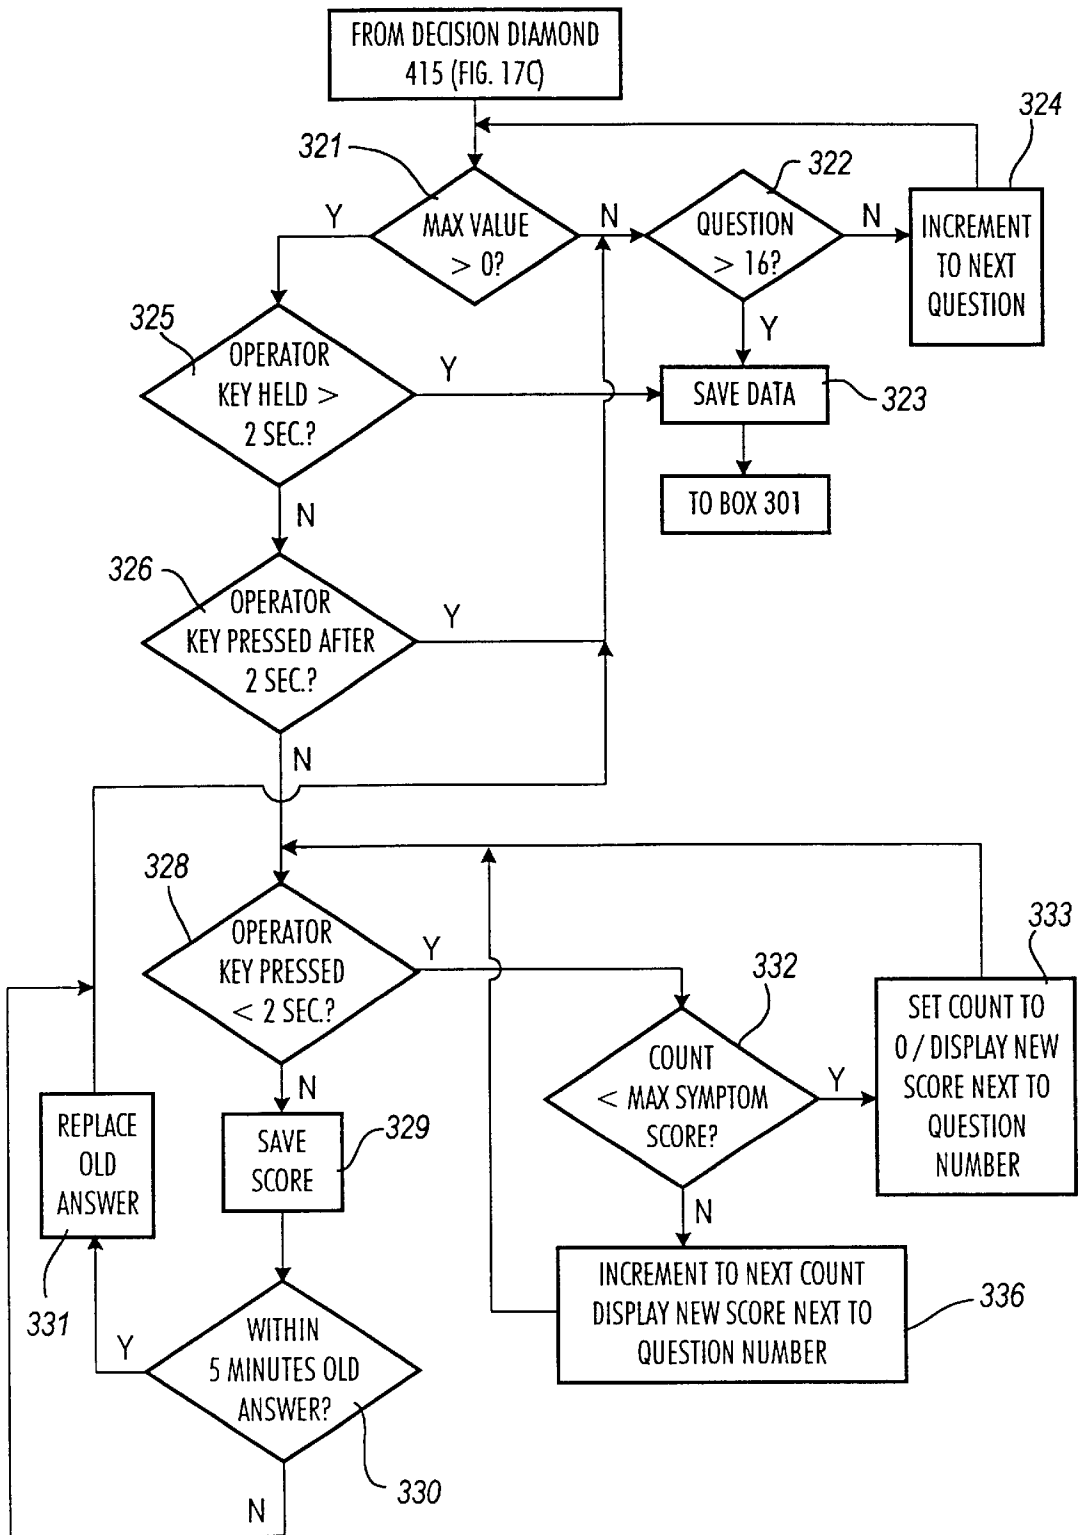 FROM DECISION DIAMOND
415 (FIG. 17C)
321
MAX VALUE
> 0?
Y
N
322
QUESTION
> 16?
N
Y
324
INCREMENT
TO NEXT
QUESTION
325
OPERATOR
KEY HELD >
2 SEC.?
Y
N
SAVE DATA
323
TO BOX 301
326
OPERATOR
KEY PRESSED AFTER
2 SEC.?
Y
N
328
OPERATOR
KEY PRESSED
< 2 SEC.?
Y
N
332
COUNT
< MAX SYMPTOM
SCORE?
Y
N
333
SET COUNT TO
0 / DISPLAY NEW
SCORE NEXT TO
QUESTION
NUMBER
REPLACE
OLD
ANSWER
331
SAVE
SCORE
329
INCREMENT TO NEXT COUNT
DISPLAY NEW SCORE NEXT TO
QUESTION NUMBER
336
WITHIN
5 MINUTES OLD
ANSWER?
Y
N
330